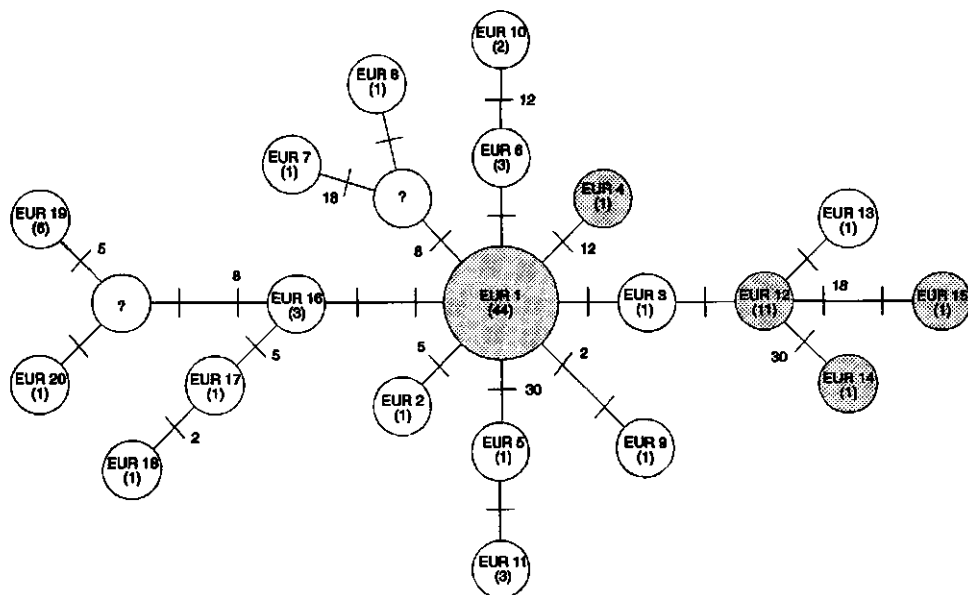 EUR 10
(2)
EUR 8
(1)
12
EUR 7
(1)
EUR 6
(3)
18
?
EUR 4
(1)
EUR 19
(6)
5
8
12
EUR 13
(1)
8
?
EUR 16
(3)
EUR 1
(44)
EUR 3
(1)
EUR 12
(11)
18
EUR 15
(1)
5
5
2
30
EUR 20
(1)
EUR 17
(1)
EUR 2
(1)
30
EUR 14
(1)
2
EUR 18
(1)
EUR 5
(1)
EUR 9
(1)
EUR 11
(3)